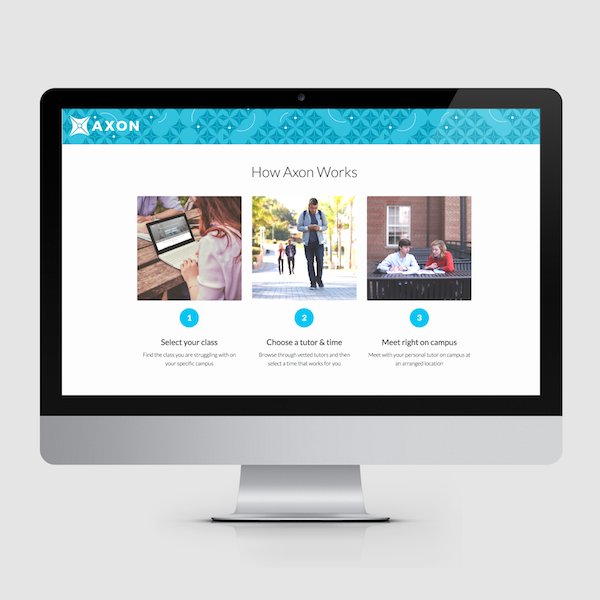 AXON
How Axon Works
1
2
3
Select your class
Choose a tutor & time
Meet right on campus
Find the class you are struggling with on
your specific campus
Browse through vetted tutors and then
select a time that works for you
Meet with your personal tutor on campus at
an arranged location